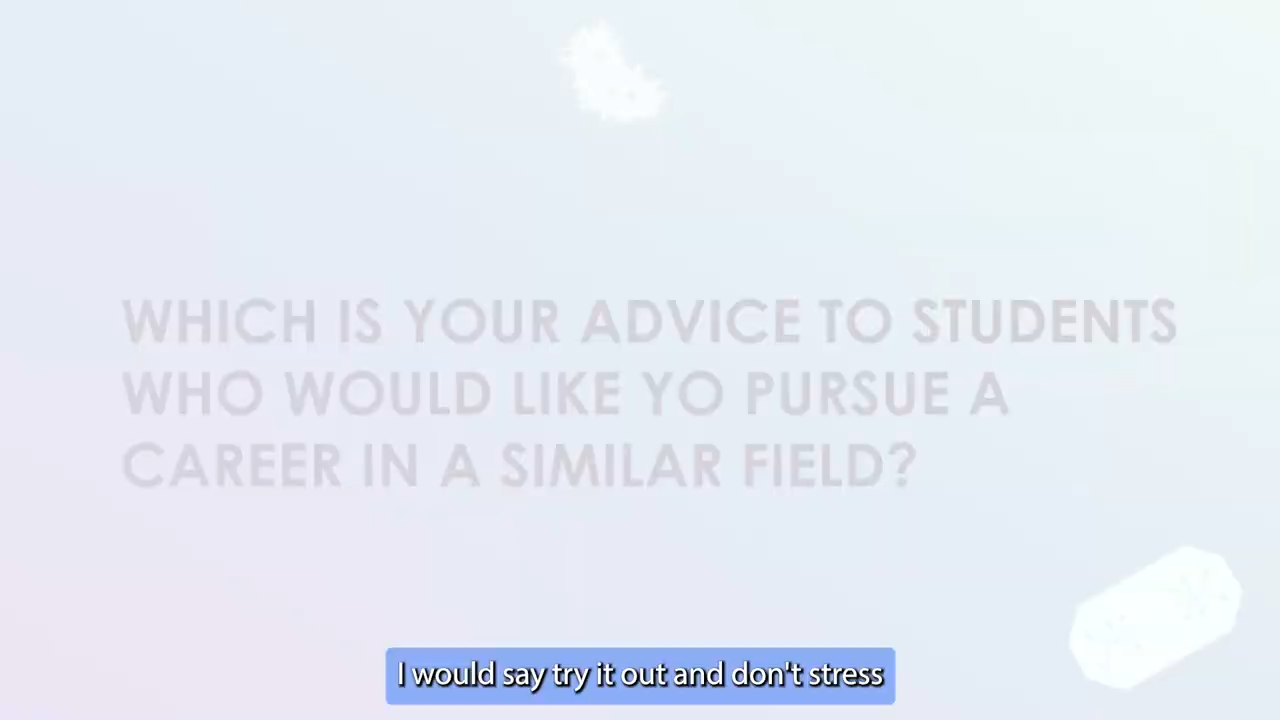 WHICH IS YOUR ADVICE TO STUDENTS
WHO WOULD LIKE YO PURSUE A
CAREER IN A SIMILAR FIELD?
I would say try it out and don't stress